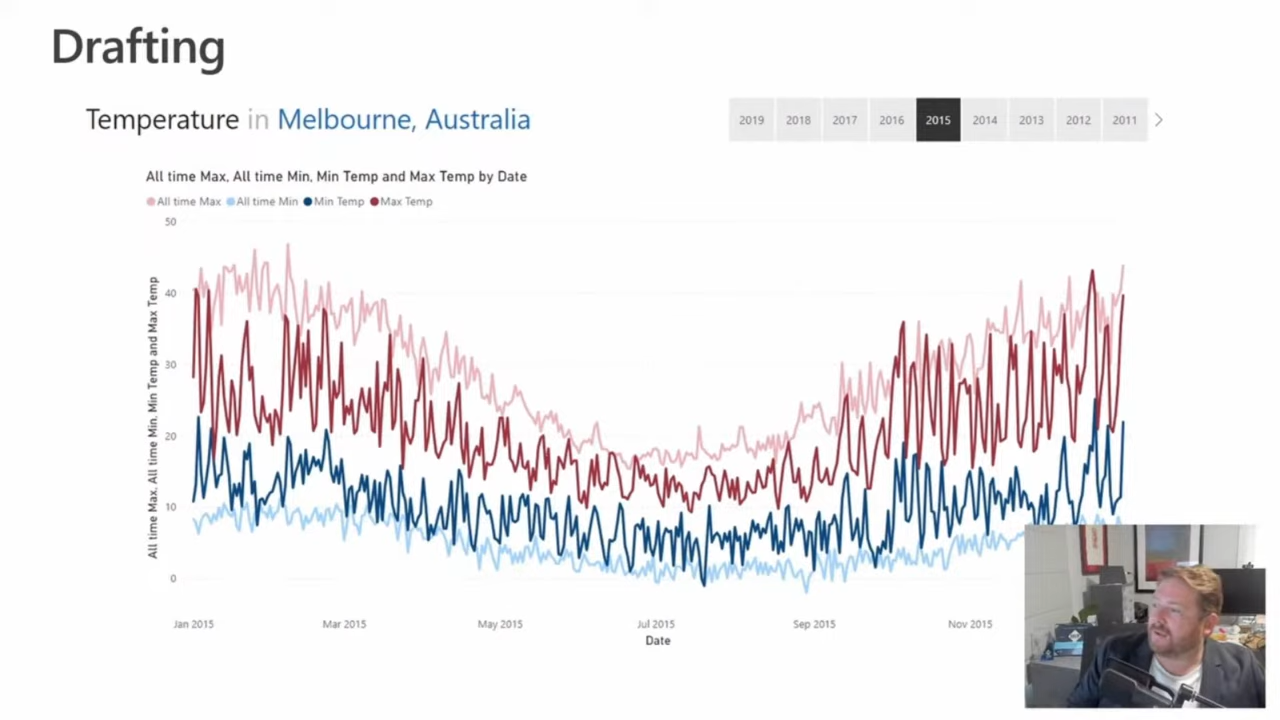 Drafting
Temperature in Melbourne, Australia
2019 2018 2017 2016 2015 2014 2013 2012 2011
All time Max, All time Min, Min Temp and Max Temp by Date
All time Max All time Min Min Temp Max Temp
All time Max, All time Min, Min Temp and Max Temp
50
40
30
20
10
0
Jan 2015 Mar 2015 May 2015 Jul 2015 Sep 2015 Nov 2015
Date